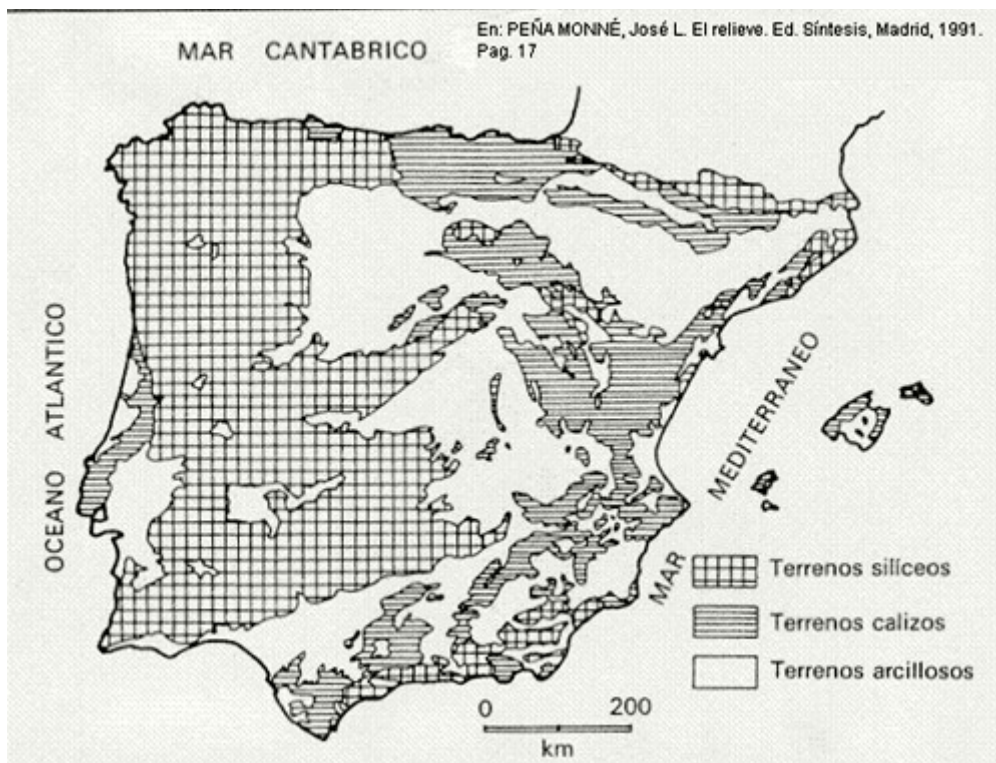 En: PEÑA MONNÉ, José L. El relieve. Ed. Síntesis, Madrid, 1991.
Pag. 17
MAR CANTABRICO
OCEANO ATLANTICO
MAR MEDITERRANEO
Terrenos silíceos
Terrenos calizos
Terrenos arcillosos
0 200
km